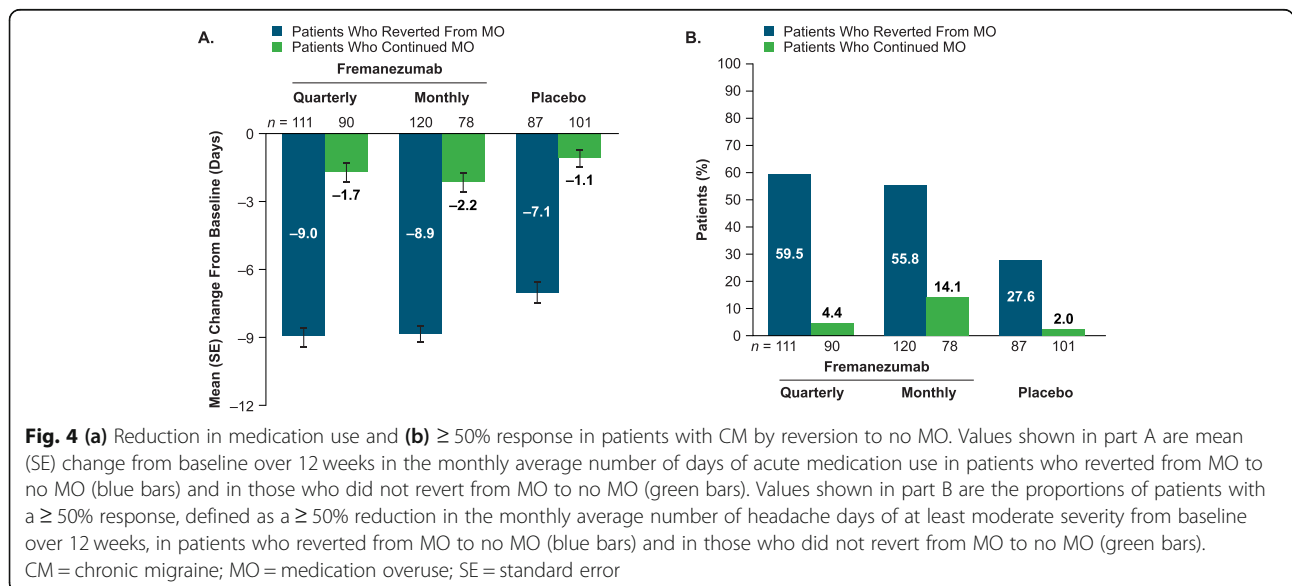 A.
Patients Who Reverted From MO
Patients Who Continued MO
Fremanezumab
Quarterly Monthly Placebo
n = 111 90 120 78 87 101
Mean (SE) Change From Baseline (Days)
0
–3
–6
–9
–12
–9.0
–1.7
–8.9
–2.2
–7.1
–1.1
B.
Patients Who Reverted From MO
Patients Who Continued MO
Patients (%)
100
90
80
70
60
50
40
30
20
10
0
59.5
4.4
55.8
14.1
27.6
2.0
n = 111 90 120 78 87 101
Fremanezumab
Quarterly Monthly Placebo
Fig. 4 (a) Reduction in medication use and (b) ≥ 50% response in patients with CM by reversion to no MO. Values shown in part A are mean
(SE) change from baseline over 12 weeks in the monthly average number of days of acute medication use in patients who reverted from MO to
no MO (blue bars) and in those who did not revert from MO to no MO (green bars). Values shown in part B are the proportions of patients with
a ≥ 50% response, defined as a ≥ 50% reduction in the monthly average number of headache days of at least moderate severity from baseline
over 12 weeks, in patients who reverted from MO to no MO (blue bars) and in those who did not revert from MO to no MO (green bars).
CM = chronic migraine; MO = medication overuse; SE = standard error